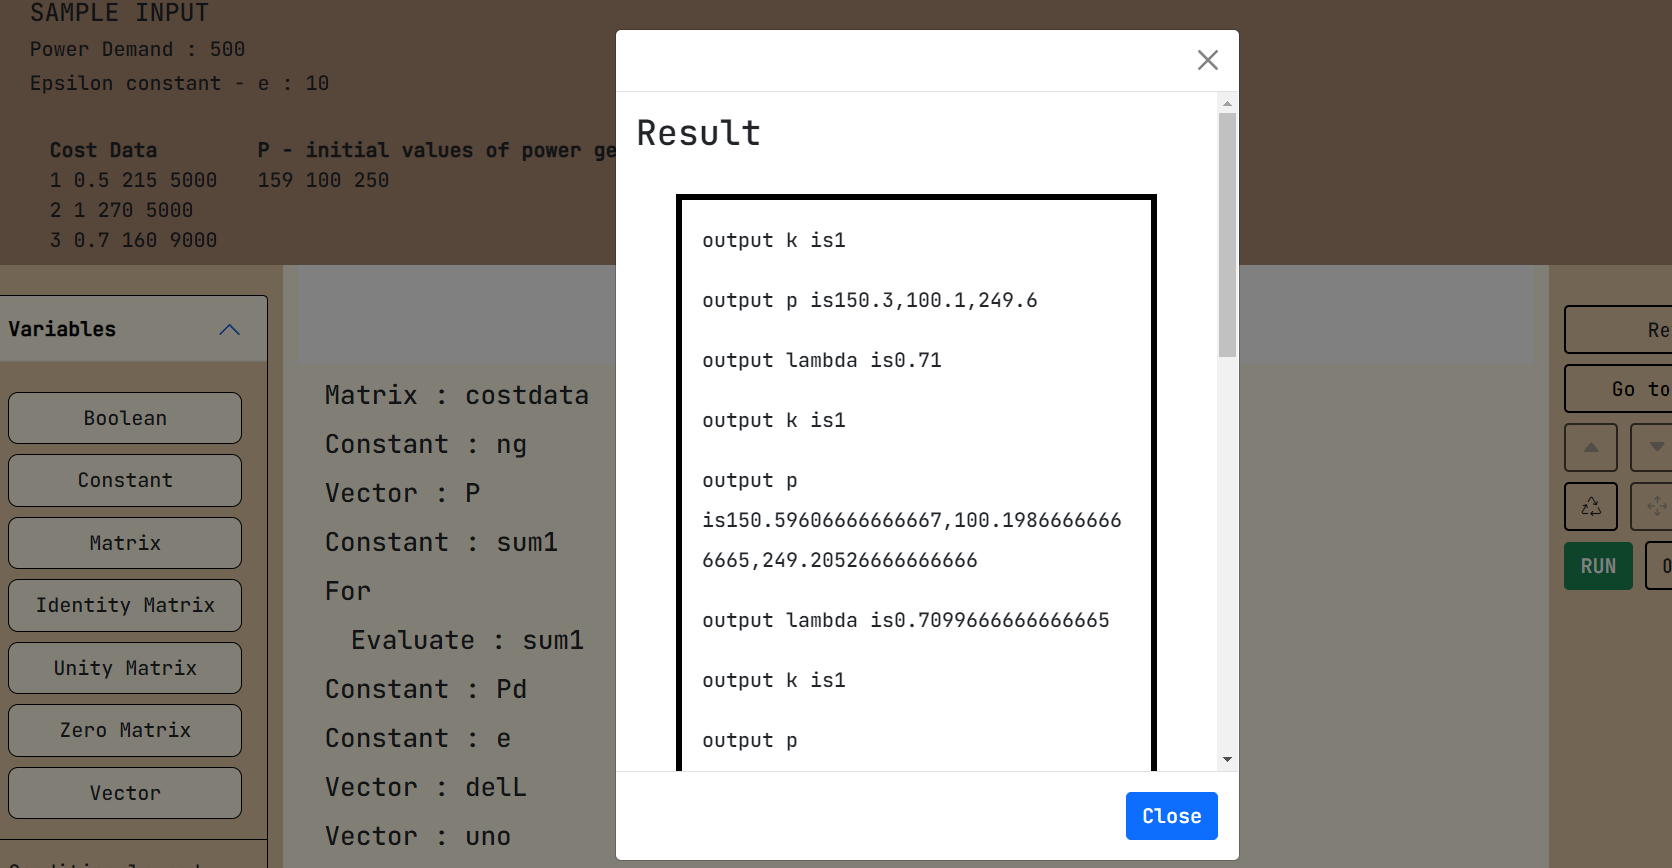 SAMPLE INPUT
Power Demand : 500
Epsilon constant - e : 10
Cost Data
1 0.5 215 5000
2 1 270 5000
3 0.7 160 9000
P - initial values of power ge
159 100 250
Variables
Boolean
Constant
Matrix
Identity Matrix
Unity Matrix
Zero Matrix
Vector
Matrix : costdata
Constant : ng
Vector : P
Constant : sum1
For
Evaluate : sum1
Constant : Pd
Constant : e
Vector : delL
Vector : uno
Result
output k is1
output p is150.3,100.1,249.6
output lambda is0.71
output k is1
output p
is150.59606666666667,100.1986666666
6665,249.20526666666666
output lambda is0.7099666666666665
output k is1
output p
Close
Re
Go to
RUN